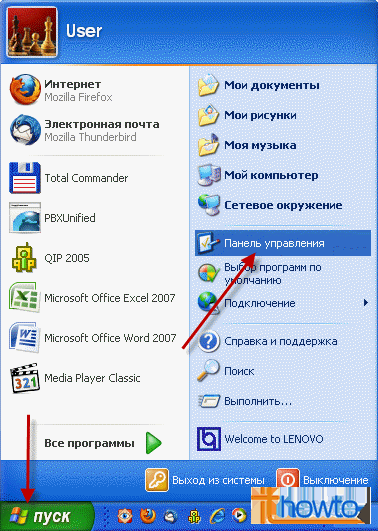 User
Интернет
Mozilla Firefox
Электронная почта
Mozilla Thunderbird
Total Commander
PBXUnified
QIP 2005
Microsoft Office Excel 2007
Microsoft Office Word 2007
321
Media Player Classic
Все программы
Мои документы
Мои рисунки
Моя музыка
Мой компьютер
Сетевое окружение
Панель управления
Выбор программ по
умолчанию
Подключение
Справка и поддержка
Поиск
Выполнить...
Welcome to LENOVO
Выход из системы
Выключение
пуск
ithowto